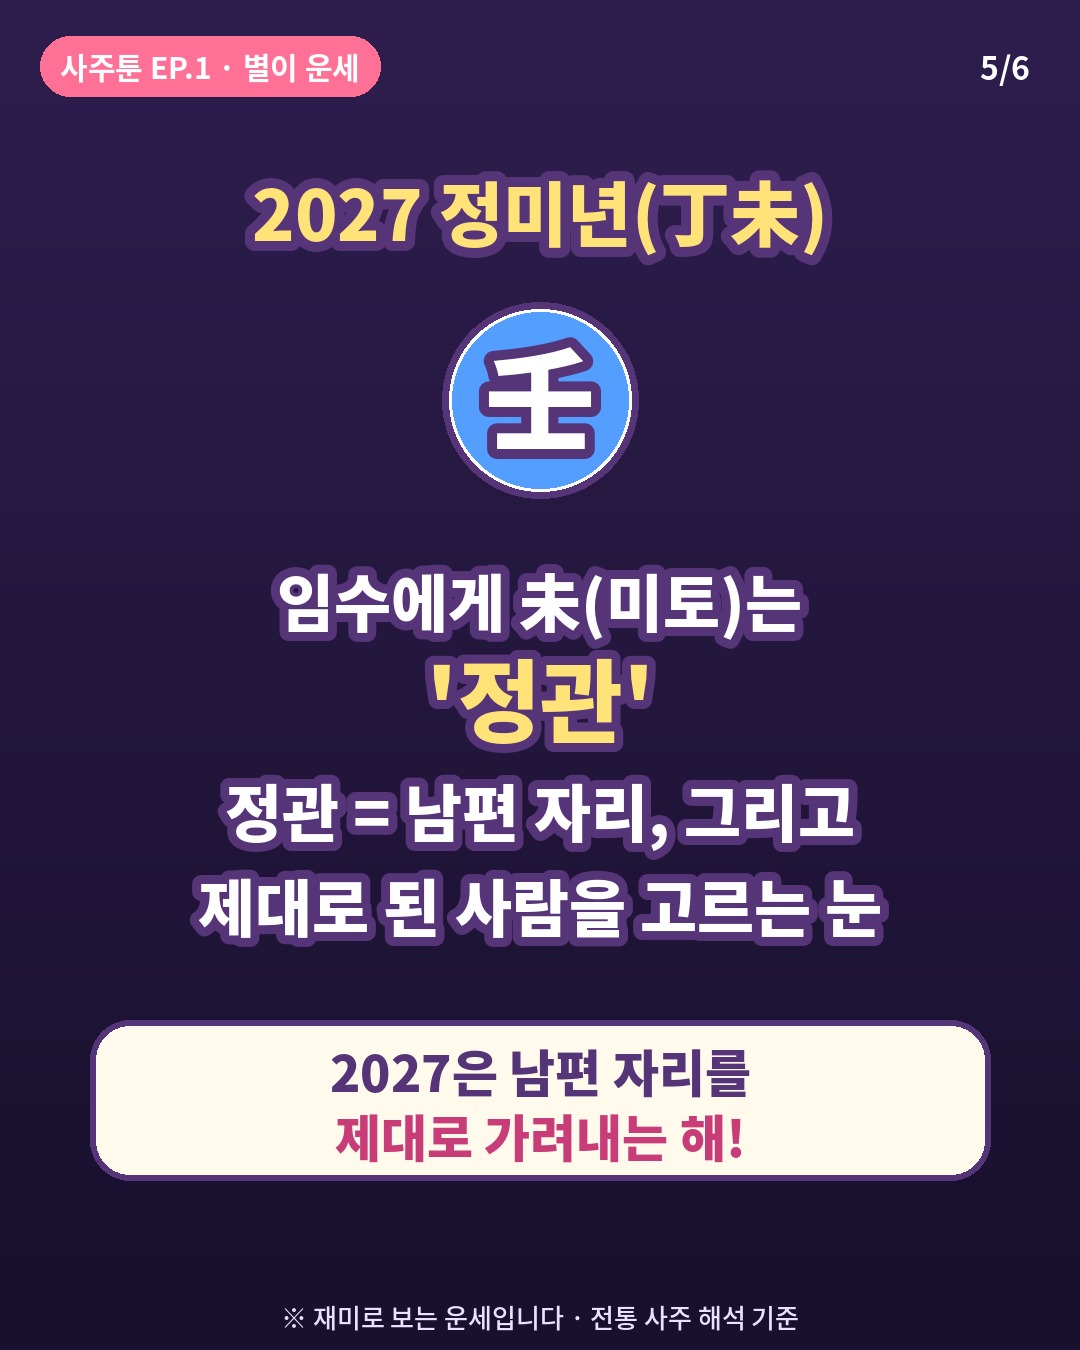 사주툰 EP.1 · 별이 운세
5/6
2027 정미년(丁未)
壬
임수에게 未(미토)는
'정관'
정관 = 남편 자리, 그리고
제대로 된 사람을 고르는 눈
2027은 남편 자리를
제대로 가려내는 해!
※ 재미로 보는 운세입니다 · 전통 사주 해석 기준